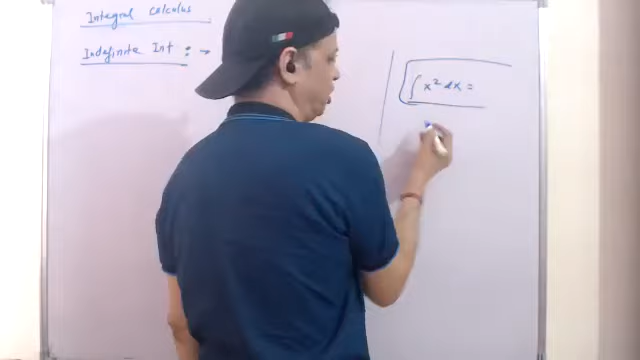 Integral Calculus
Indefinite Int : →
∫ x² dx =